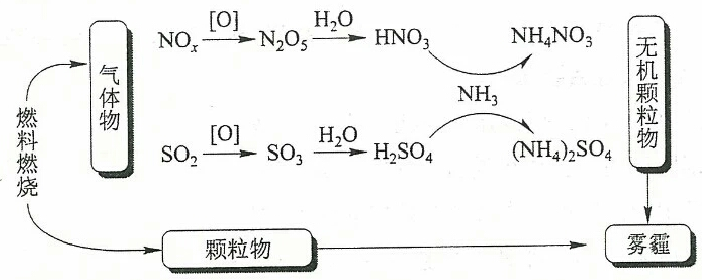 燃料燃烧
气体物
NOₓ [O] N₂O₅ H₂O HNO₃ NH₄NO₃
NH₃
SO₂ [O] SO₃ H₂O H₂SO₄ (NH₄)₂SO₄
无机颗粒物
颗粒物
雾霾